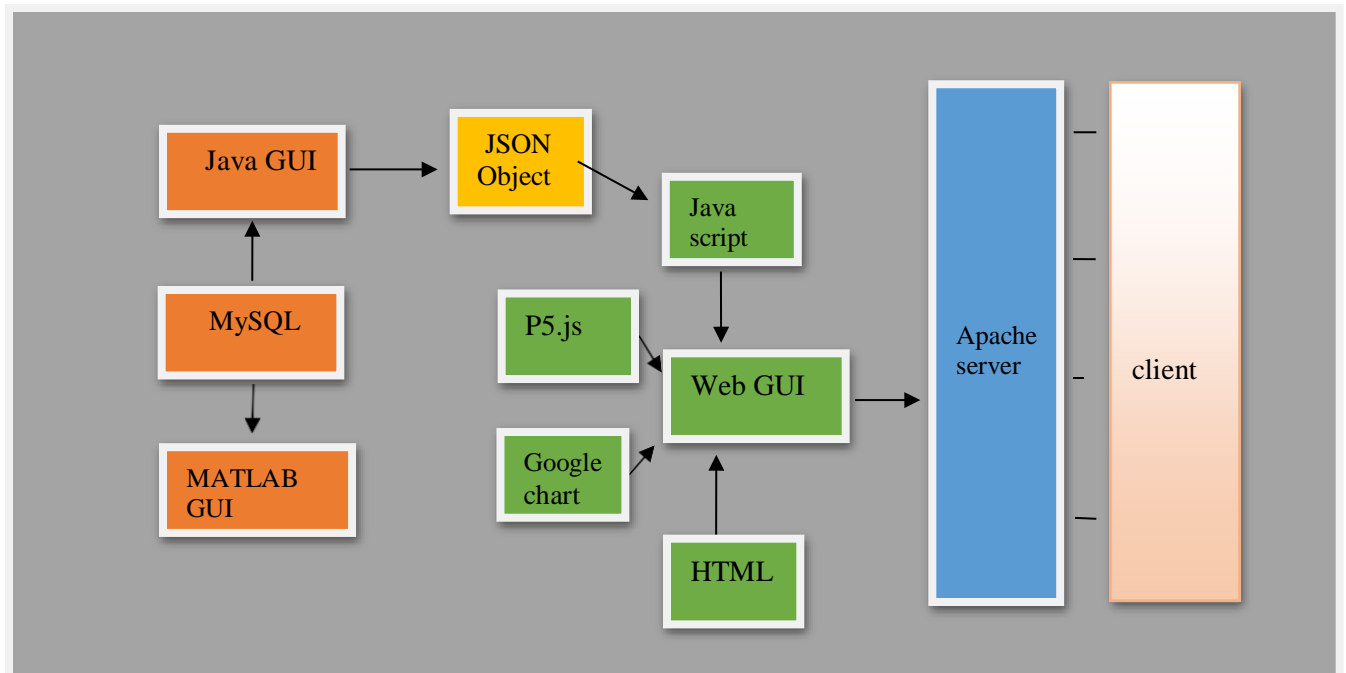 Java GUI
JSON
Object
Java
script
MySQL
P5.js
Web GUI
Apache
server
client
Google
chart
MATLAB
GUI
HTML